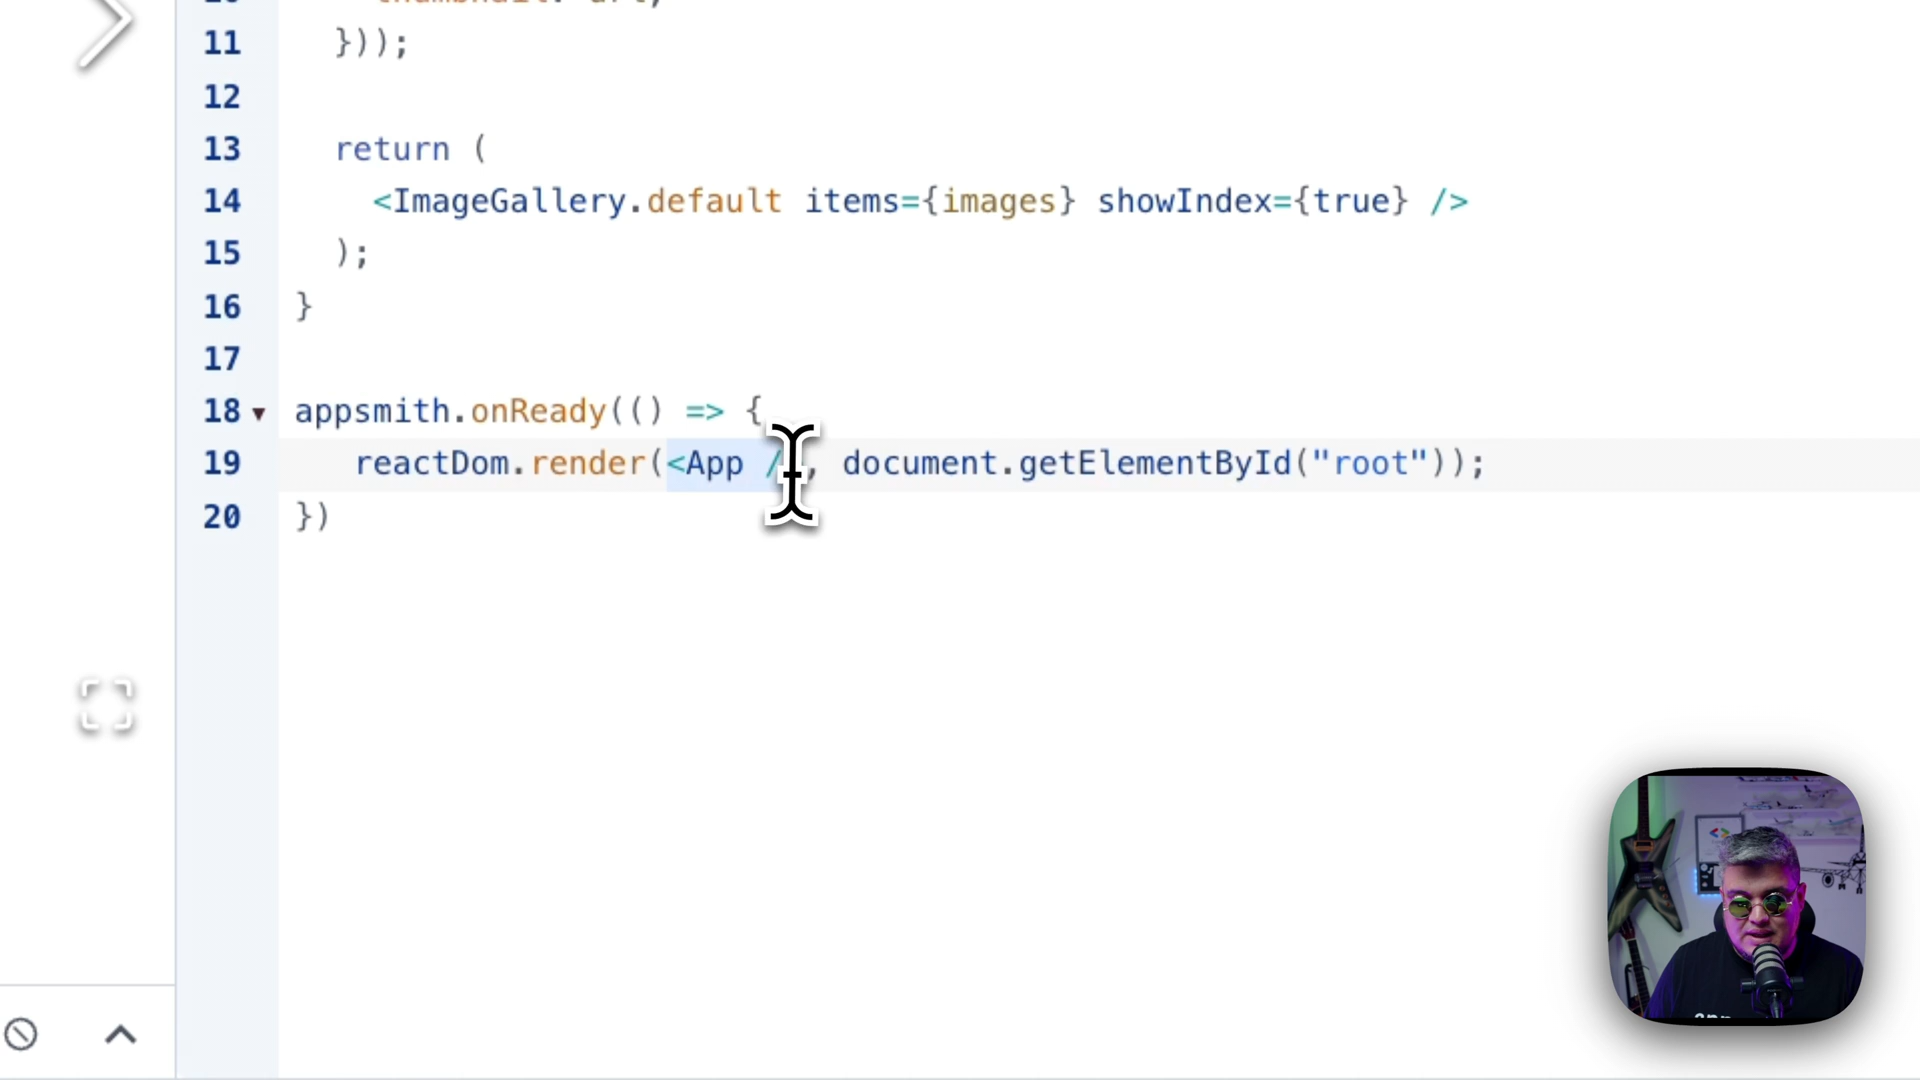 11 }));
12
13 return (
14 <ImageGallery.default items={images} showIndex={true} />
15 );
16 }
17
18 appsmith.onReady(() => {
19 reactDom.render(<App /, document.getElementById("root"));
20 })